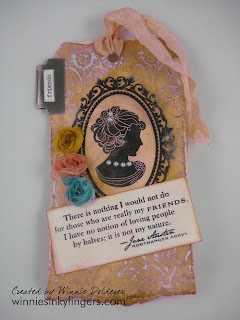 friends
There is nothing I would not do
for those who are really my FRIENDS.
I have no notion of loving people
by halves; it is not my nature.
—Jane Austen
NORTHANGER ABBEY
Created by Winnie Dolderer
winniesinkyfingers.com